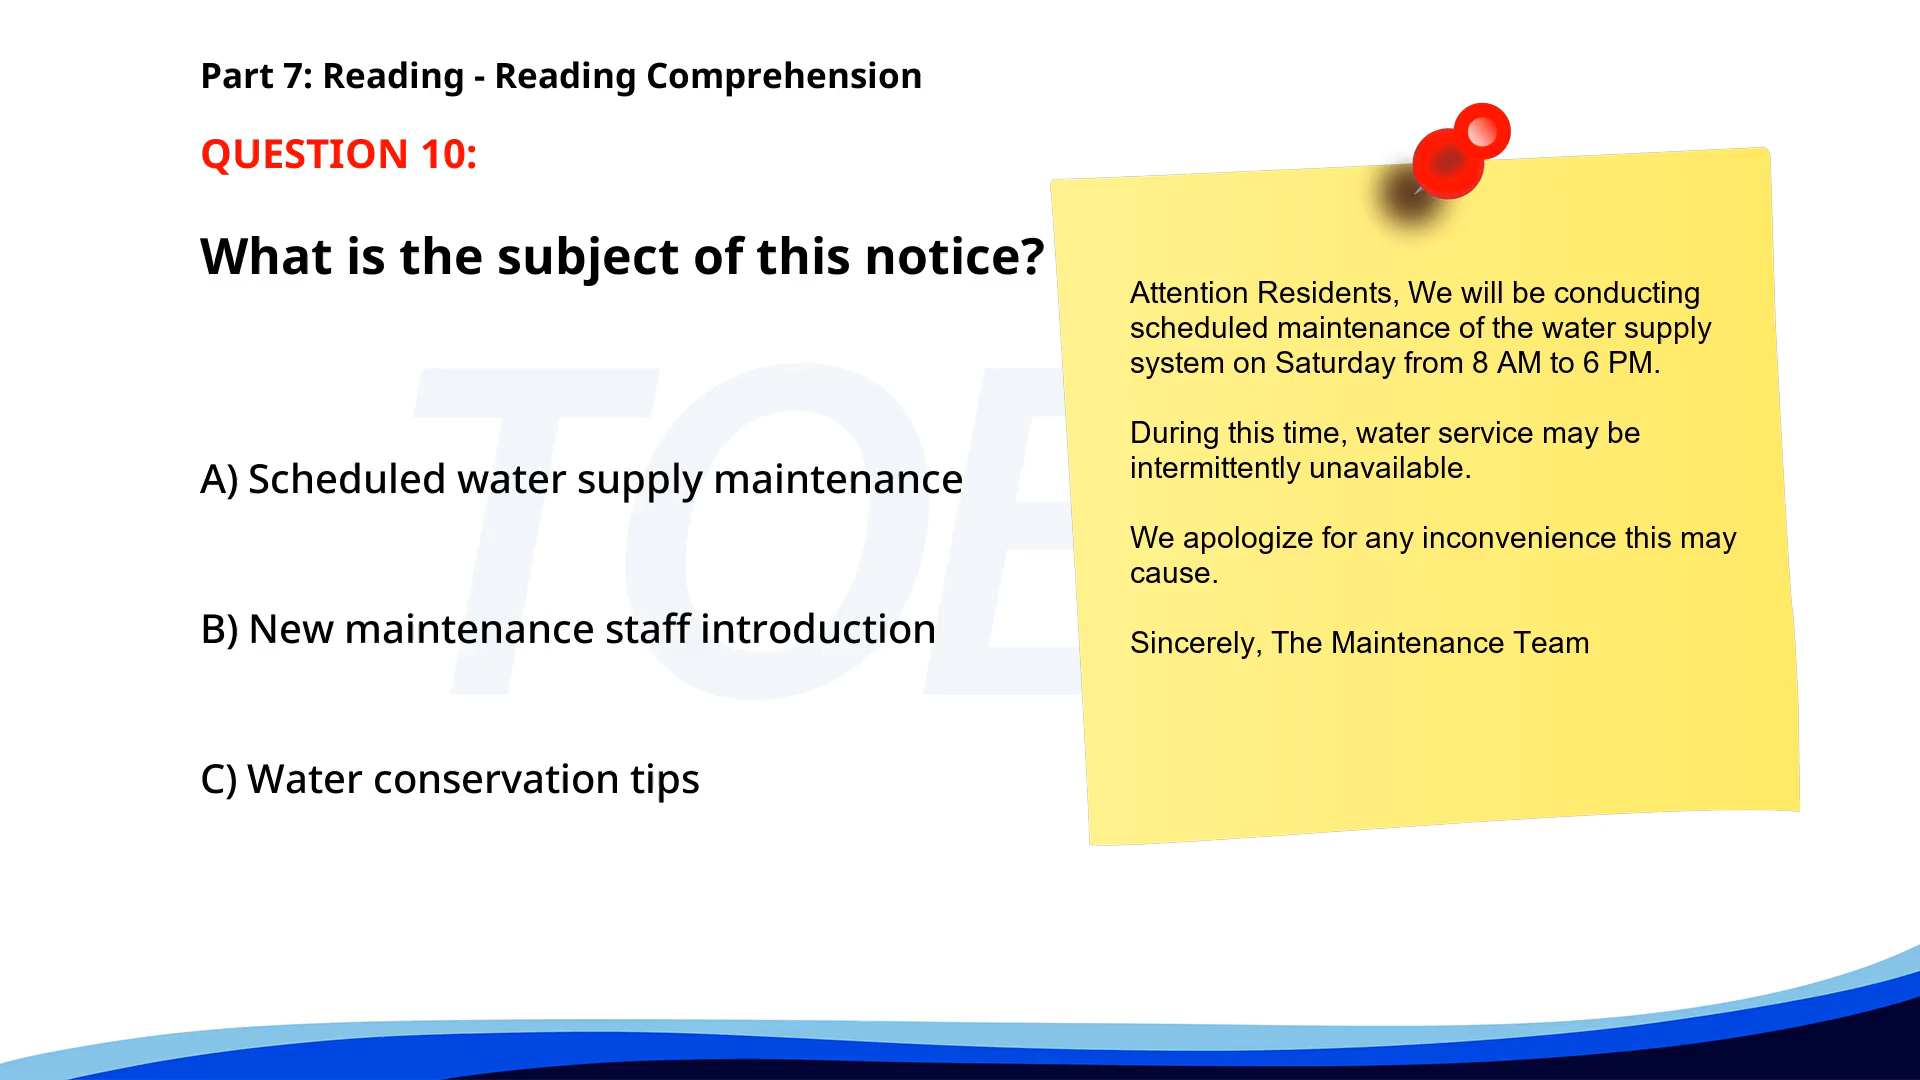 Part 7: Reading - Reading Comprehension
QUESTION 10:
What is the subject of this notice?
A) Scheduled water supply maintenance
B) New maintenance staff introduction
C) Water conservation tips
Attention Residents, We will be conducting
scheduled maintenance of the water supply
system on Saturday from 8 AM to 6 PM.
During this time, water service may be
intermittently unavailable.
We apologize for any inconvenience this may
cause.
Sincerely, The Maintenance Team